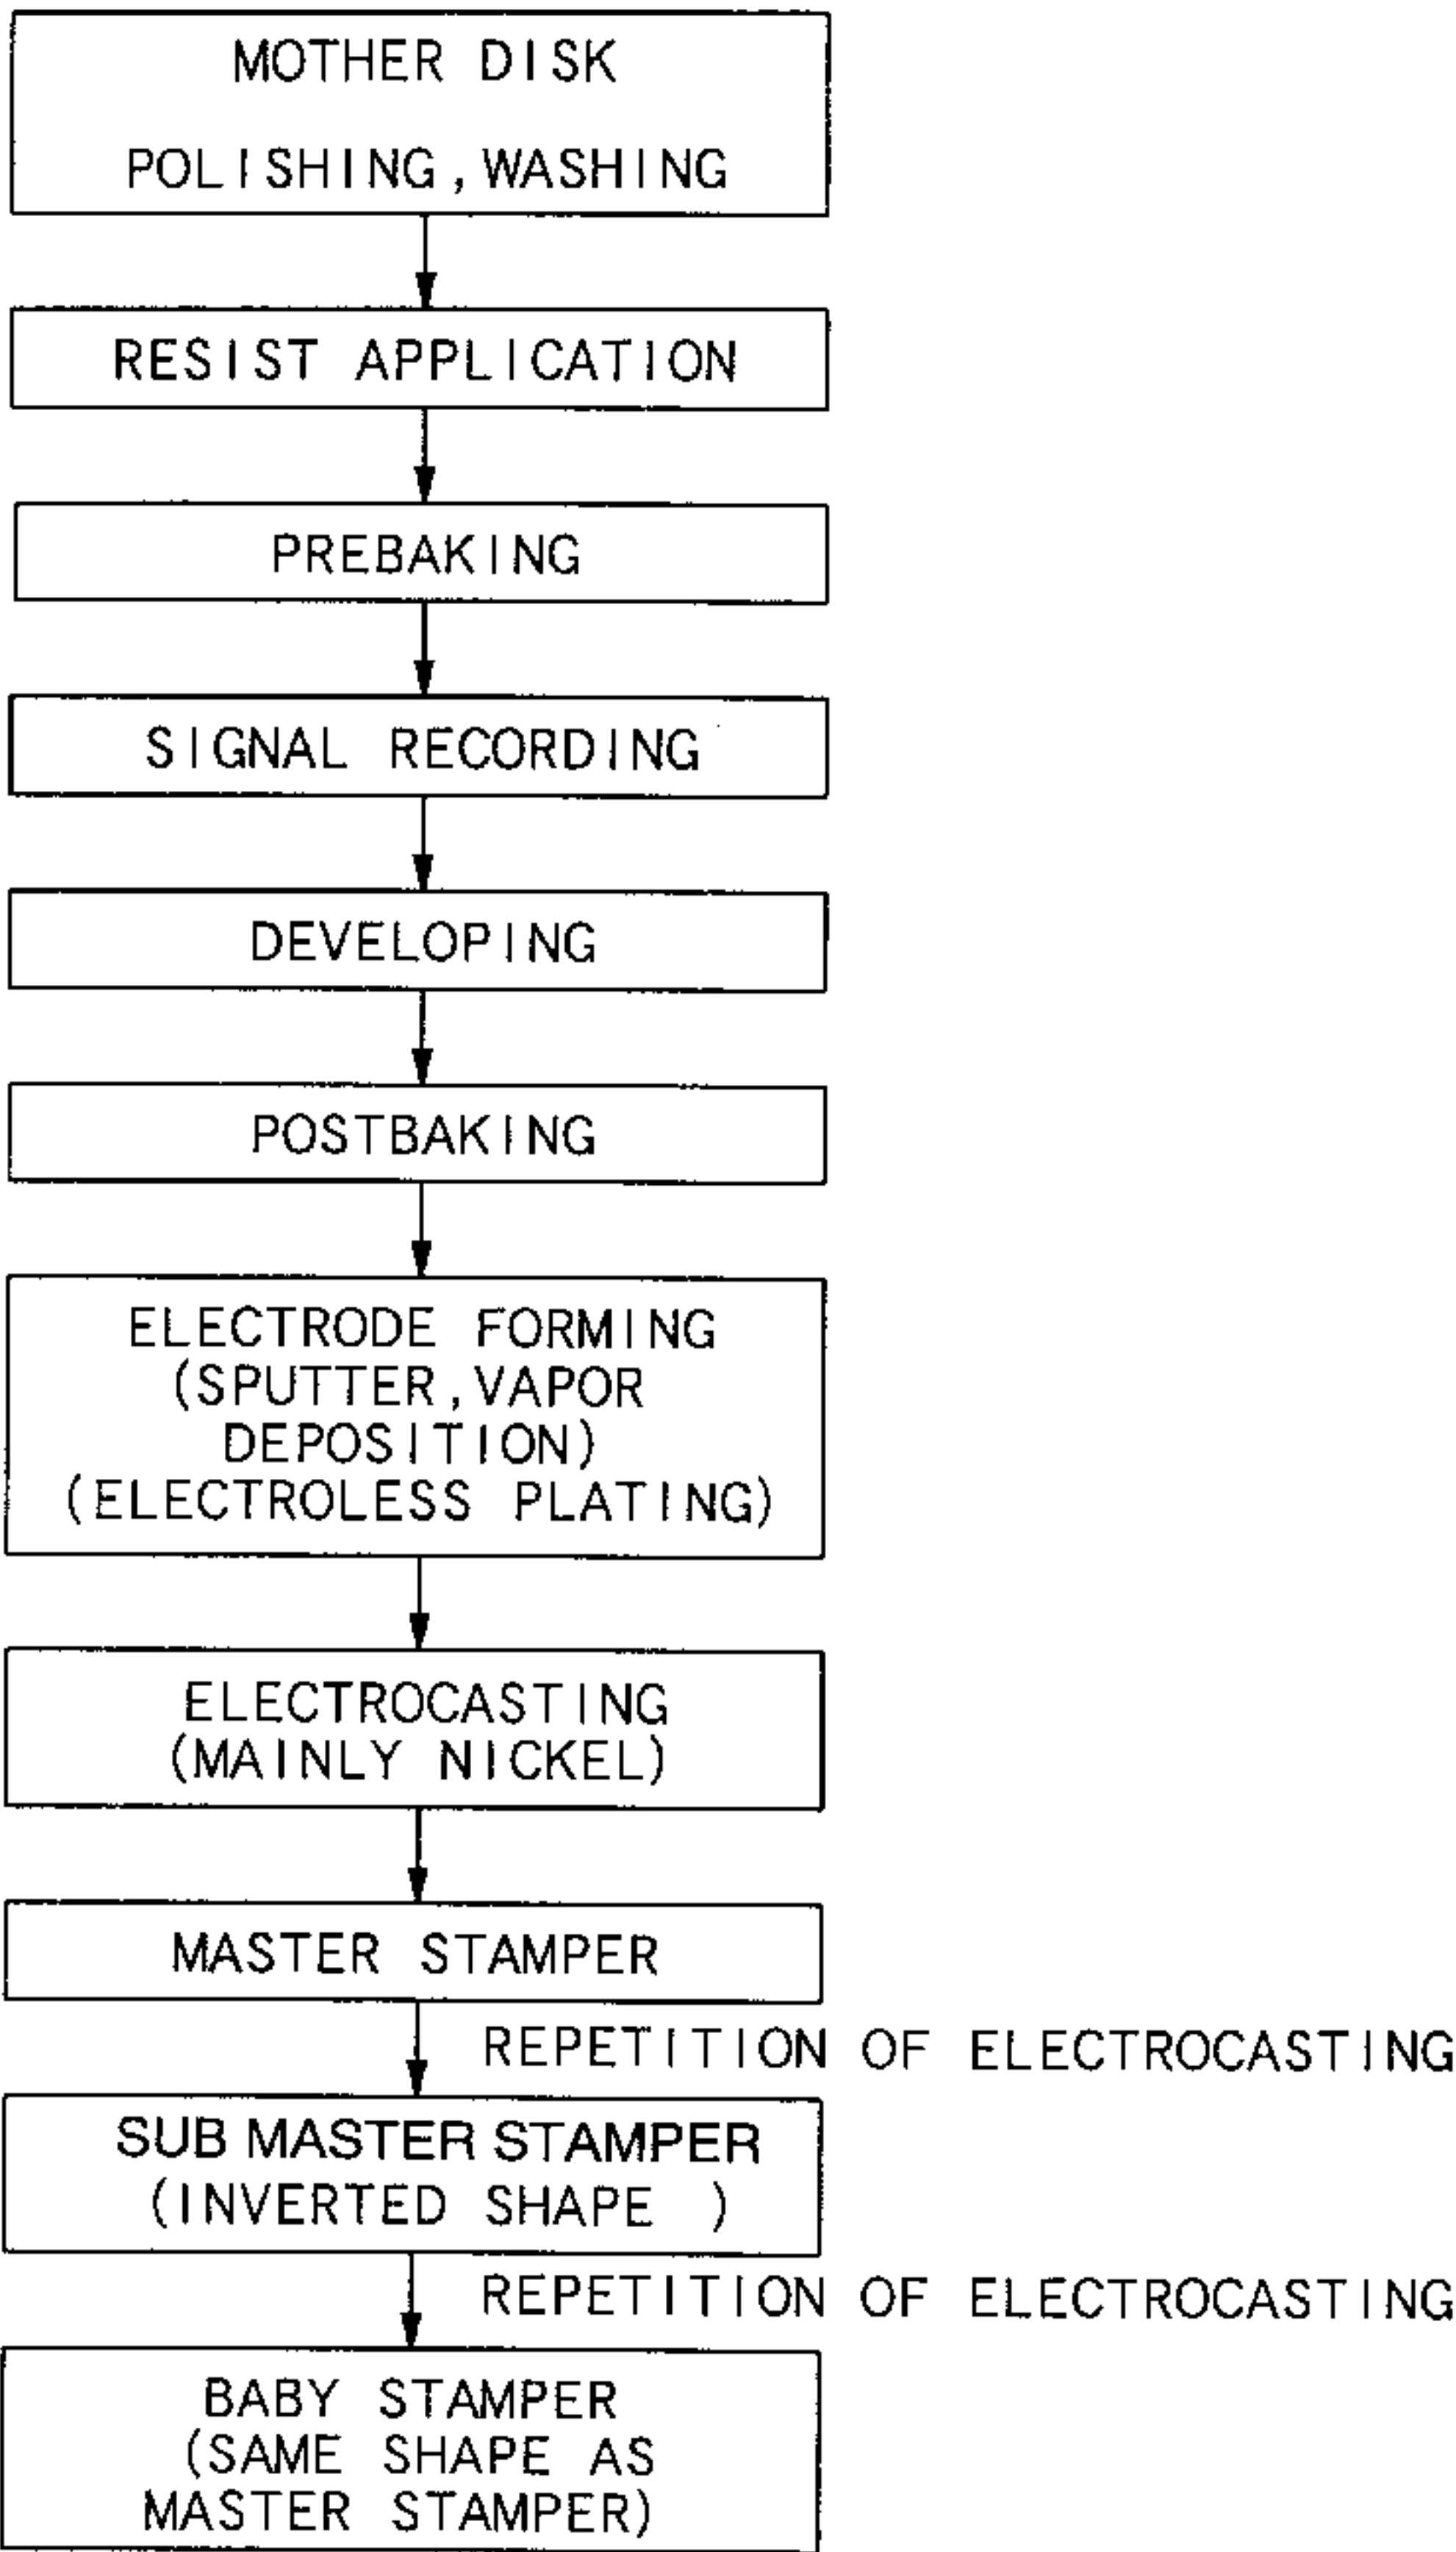 MOTHER DISK
POLISHING, WASHING
RESIST APPLICATION
PREBAKING
SIGNAL RECORDING
DEVELOPING
POSTBAKING
ELECTRODE FORMING
(SPUTTER, VAPOR
DEPOSITION)
(ELECTROLESS PLATING)
ELECTROCASTING
(MAINLY NICKEL)
MASTER STAMPER
REPETITION OF ELECTROCASTING
SUB MASTER STAMPER
(INVERTED SHAPE )
REPETITION OF ELECTROCASTING
BABY STAMPER
(SAME SHAPE AS
MASTER STAMPER)